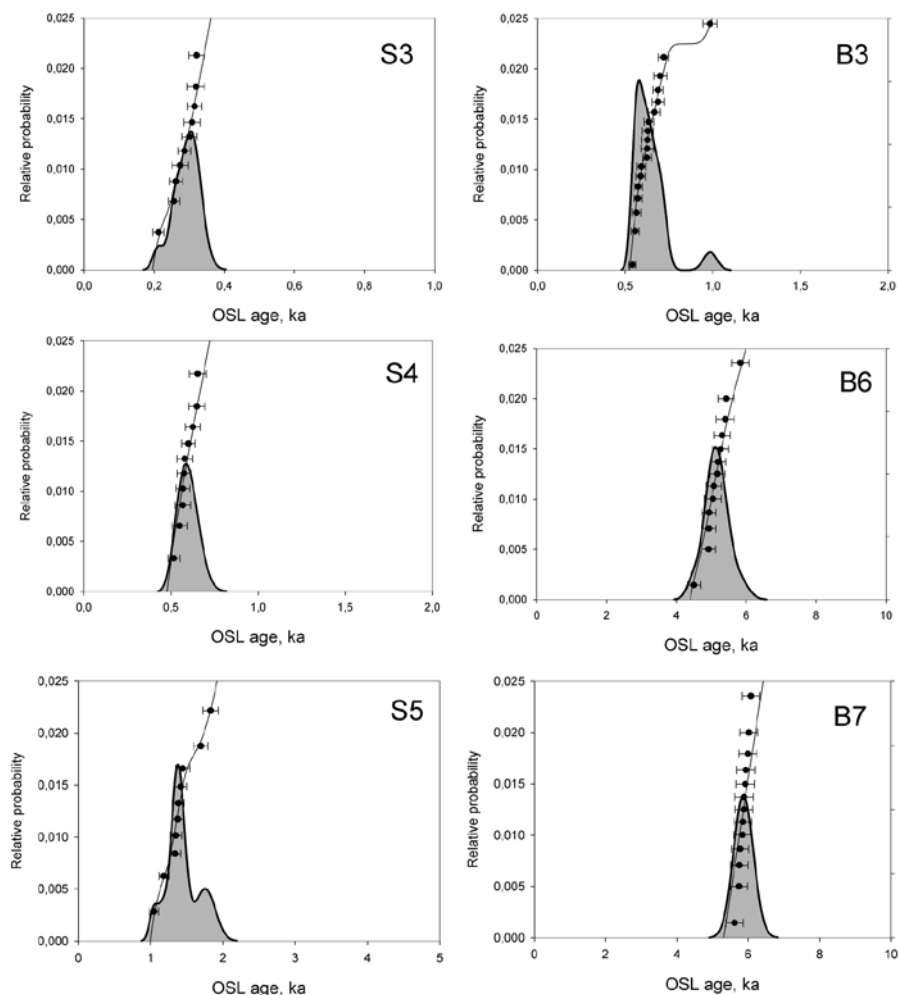 S3
Relative probability
0,025
0,020
0,015
0,010
0,005
0,000
0,0 0,2 0,4 0,6 0,8 1,0
OSL age, ka
B3
Relative probability
0,025
0,020
0,015
0,010
0,005
0,000
0,0 0,5 1,0 1,5 2,0
OSL age, ka
S4
Relative probability
0,025
0,020
0,015
0,010
0,005
0,000
0,0 0,5 1,0 1,5 2,0
OSL age, ka
B6
Relative probability
0,025
0,020
0,015
0,010
0,005
0,000
0 2 4 6 8 10
OSL age, ka
S5
Relative probability
0,025
0,020
0,015
0,010
0,005
0,000
0 1 2 3 4 5
OSL age, ka
B7
Relative probability
0,025
0,020
0,015
0,010
0,005
0,000
0 2 4 6 8 10
OSL age, ka